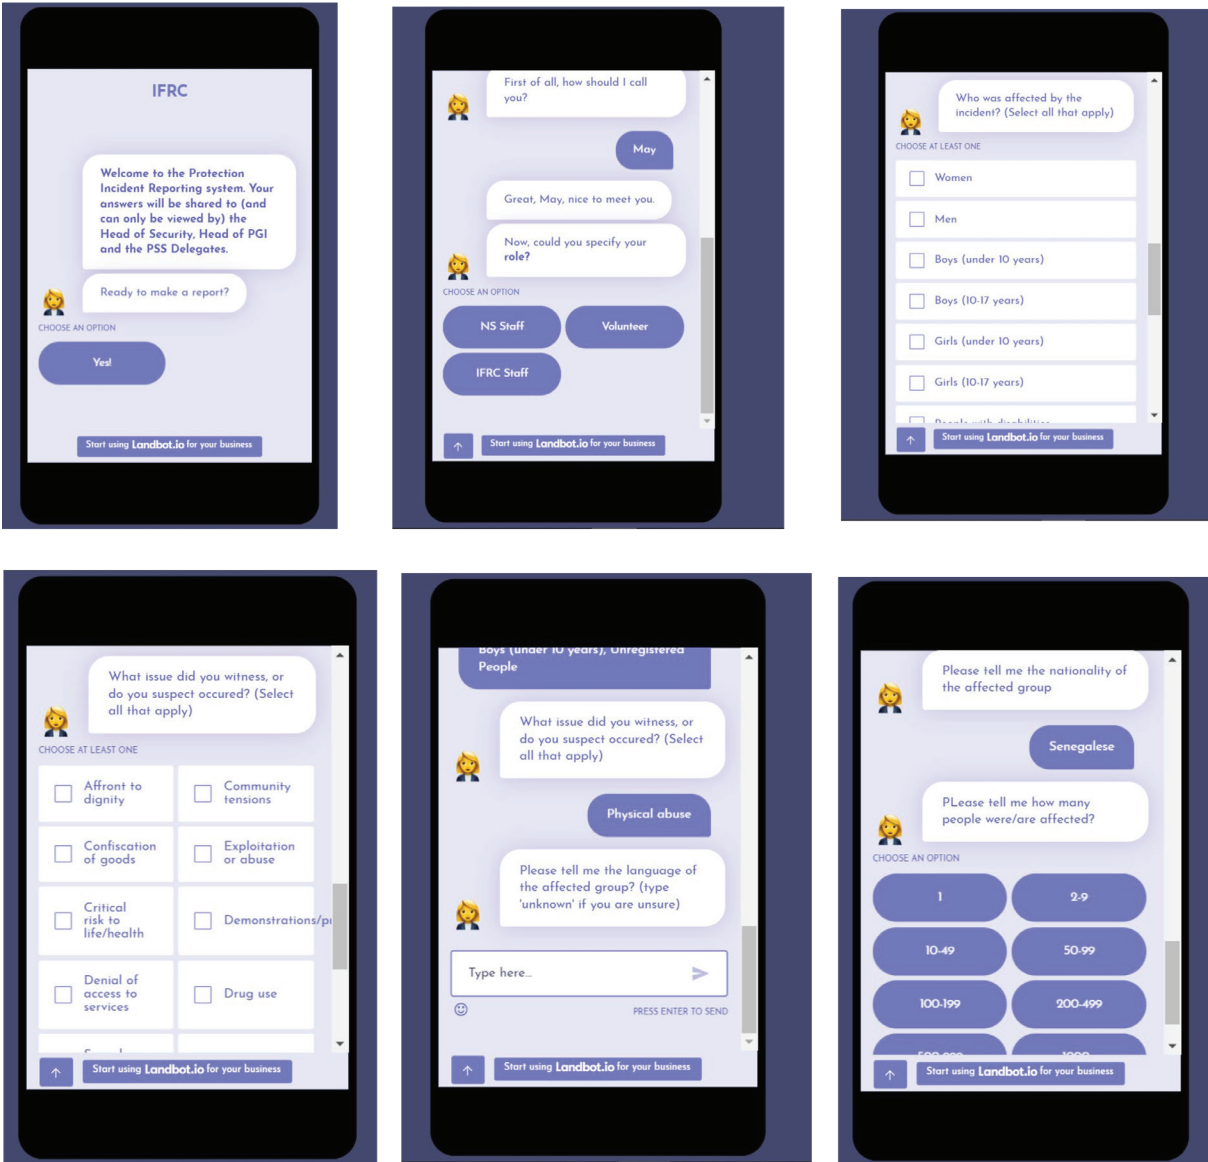 IFRC
Welcome to the Protection
Incident Reporting system. Your
answers will be shared to (and
can only be viewed by) the
Head of Security, Head of PGI
and the PSS Delegates.
Ready to make a report?
CHOOSE AN OPTION
Yes!
Start using Landbot.io for your business
First of all, how should I call
you?
May
Great, May, nice to meet you.
Now, could you specify your
role?
CHOOSE AN OPTION
NS Staff
Volunteer
IFRC Staff
Start using Landbot.io for your business
Who was affected by the
incident? (Select all that apply)
CHOOSE AT LEAST ONE
Women
Men
Boys (under 10 years)
Boys (10-17 years)
Girls (under 10 years)
Girls (10-17 years)
People with disabilities
Start using Landbot.io for your business
What issue did you witness, or
do you suspect occured? (Select
all that apply)
CHOOSE AT LEAST ONE
Affront to
dignity
Community
tensions
Confiscation
of goods
Exploitation
or abuse
Critical
risk to
life/health
Demonstrations/pr
Denial of
access to
services
Drug use
Start using Landbot.io for your business
Boys (under 10 years), Unregistered
People
What issue did you witness, or
do you suspect occured? (Select
all that apply)
Physical abuse
Please tell me the language of
the affected group? (type
'unknown' if you are unsure)
Type here...
PRESS ENTER TO SEND
Start using Landbot.io for your business
Please tell me the nationality of
the affected group
Senegalese
PLease tell me how many
people were/are affected?
CHOOSE AN OPTION
1
2-9
10-49
50-99
100-199
200-499
Start using Landbot.io for your business